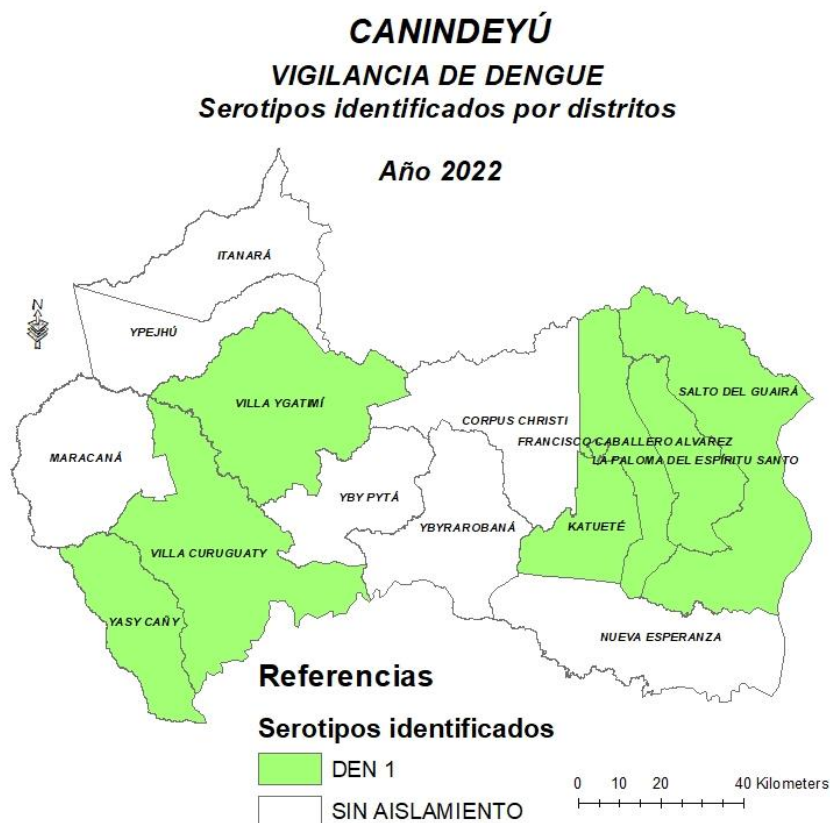 CANINDEYÚ
VIGILANCIA DE DENGUE
Serotipos identificados por distritos
Año 2022
ITANARÁ
N
YPEJHÚ
VILLA YGATIMÍ
SALTO DEL GUAIRÁ
CORPUS CHRISTI
FRANCISCO CABALLERO ALVAREZ
MARACANÁ
LA PALOMA DEL ESPÍRITU SANTO
YBY PYTÁ
YBYRAROBANÁ
KATUETÉ
VILLA CURUGUATY
YASY CAÑY
NUEVA ESPERANZA
Referencias
Serotipos identificados
DEN 1
SIN AISLAMIENTO
0 10 20 40 Kilometers